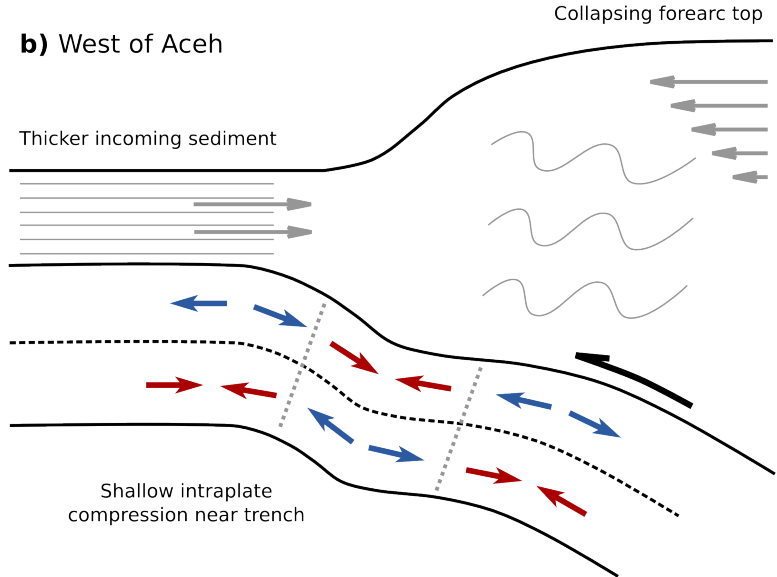 Collapsing forearc top
b) West of Aceh
Thicker incoming sediment
Shallow intraplate
compression near trench